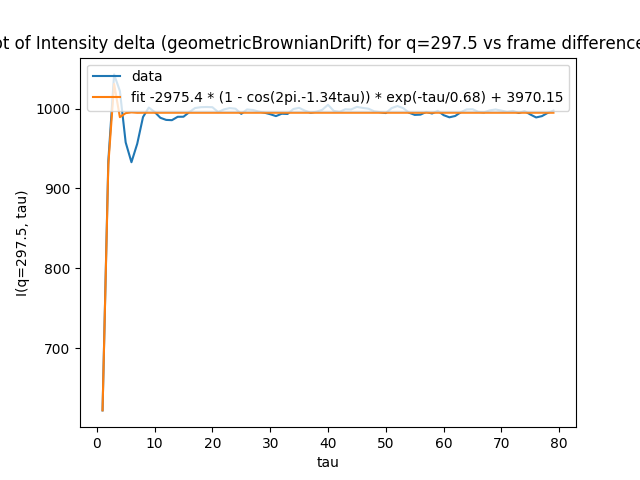 ot of Intensity delta (geometricBrownianDrift) for q=297.5 vs frame difference
data
fit -2975.4 * (1 - cos(2pi.-1.34tau)) * exp(-tau/0.68) + 3970.15
1000
900
800
700
I(q=297.5, tau)
0 10 20 30 40 50 60 70 80
tau